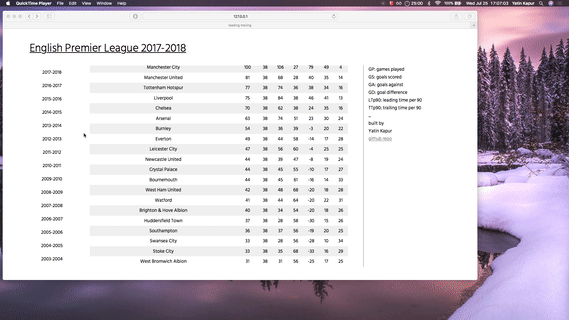 QuickTime Player File Edit View Window Help
25:00 100% Wed Jul 25 17:07:03 Yatin Kapur
127.0.0.1
leading trailing
English Premier League 2017-2018
2017-2018
2016-2017
2015-2016
2014-2015
2013-2014
2012-2013
2011-2012
2010-2011
2009-2010
2008-2009
2007-2008
2006-2007
2005-2006
2004-2005
2003-2004
Manchester City 100 38 106 27 79 49 4
Manchester United 81 38 68 28 40 35 14
Tottenham Hotspur 77 38 74 36 38 34 16
Liverpool 75 38 84 38 46 41 13
Chelsea 70 38 62 38 24 35 16
Arsenal 63 38 74 51 23 30 24
Burnley 54 38 36 39 -3 20 22
Everton 49 38 44 58 -14 17 28
Leicester City 47 38 56 60 -4 25 25
Newcastle United 44 38 39 47 -8 19 24
Crystal Palace 44 38 45 55 -10 17 27
Bournemouth 44 38 45 61 -16 14 33
West Ham United 42 38 48 68 -20 18 28
Watford 41 38 44 64 -20 22 31
Brighton & Hove Albion 40 38 34 54 -20 18 26
Huddersfield Town 37 38 28 58 -30 15 26
Southampton 36 38 37 56 -19 20 25
Swansea City 33 38 28 56 -28 10 34
Stoke City 33 38 35 68 -33 16 29
West Bromwich Albion 31 38 31 56 -25 17 25
GP: games played
GS: goals scored
GA: goals against
GD: goal difference
LTp90: leading time per 90
TTp90: trailing time per 90
–
built by
Yatin Kapur
github repo